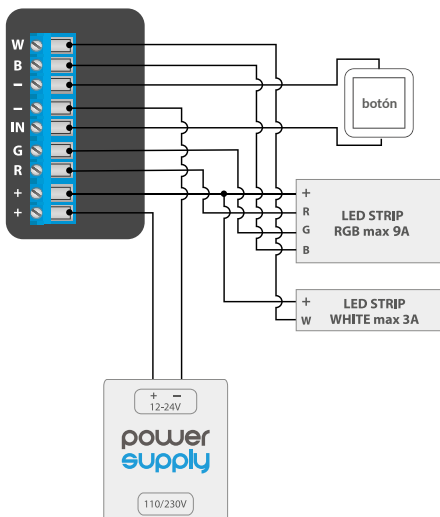 W
B
–
–
IN
G
R
+
+
botón
+
R
G
B
LED STRIP
RGB max 9A
+
W
LED STRIP
WHITE max 3A
+ –
12-24V
power
supply
110/230V